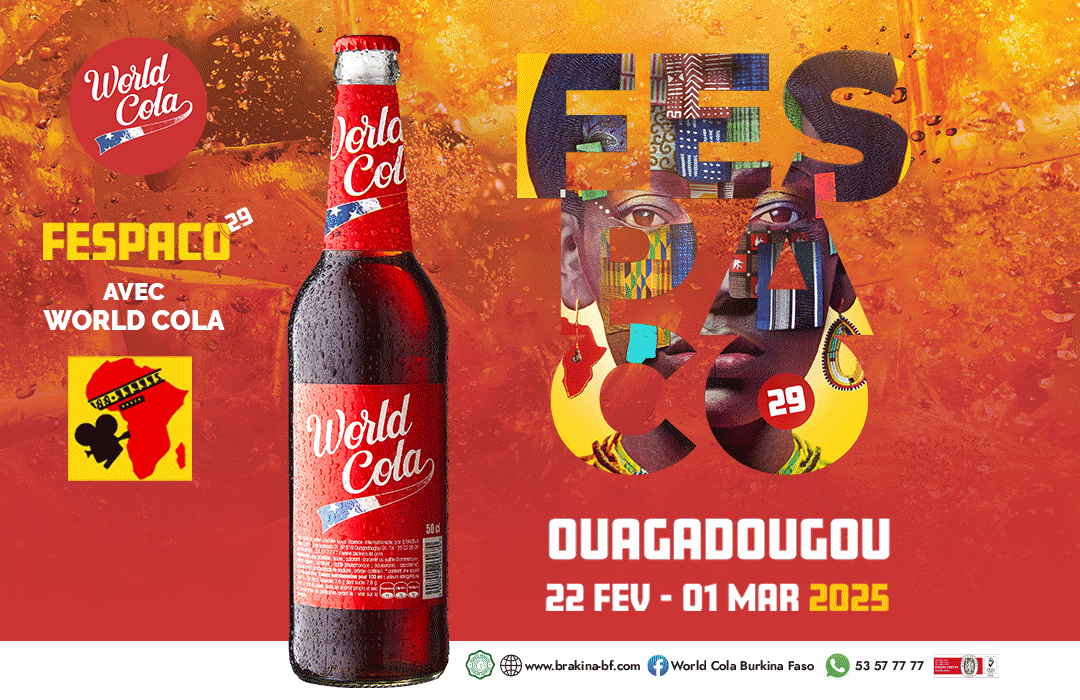 World
Cola
FESPACO 29
AVEC
WORLD COLA
World
Cola
World
Cola
50 cl
FES
PA
CO
29
OUAGADOUGOU
22 FEV - 01 MAR 2025
www.brakina-bf.com
World Cola Burkina Faso
53 57 77 77